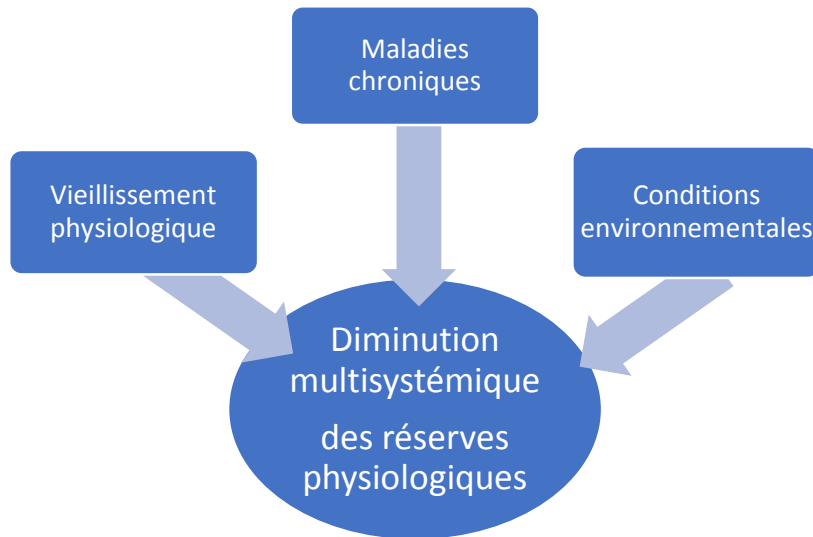 Maladies
chroniques
Vieillissement
physiologique
Conditions
environnementales
Diminution
multisystémique
des réserves
physiologiques